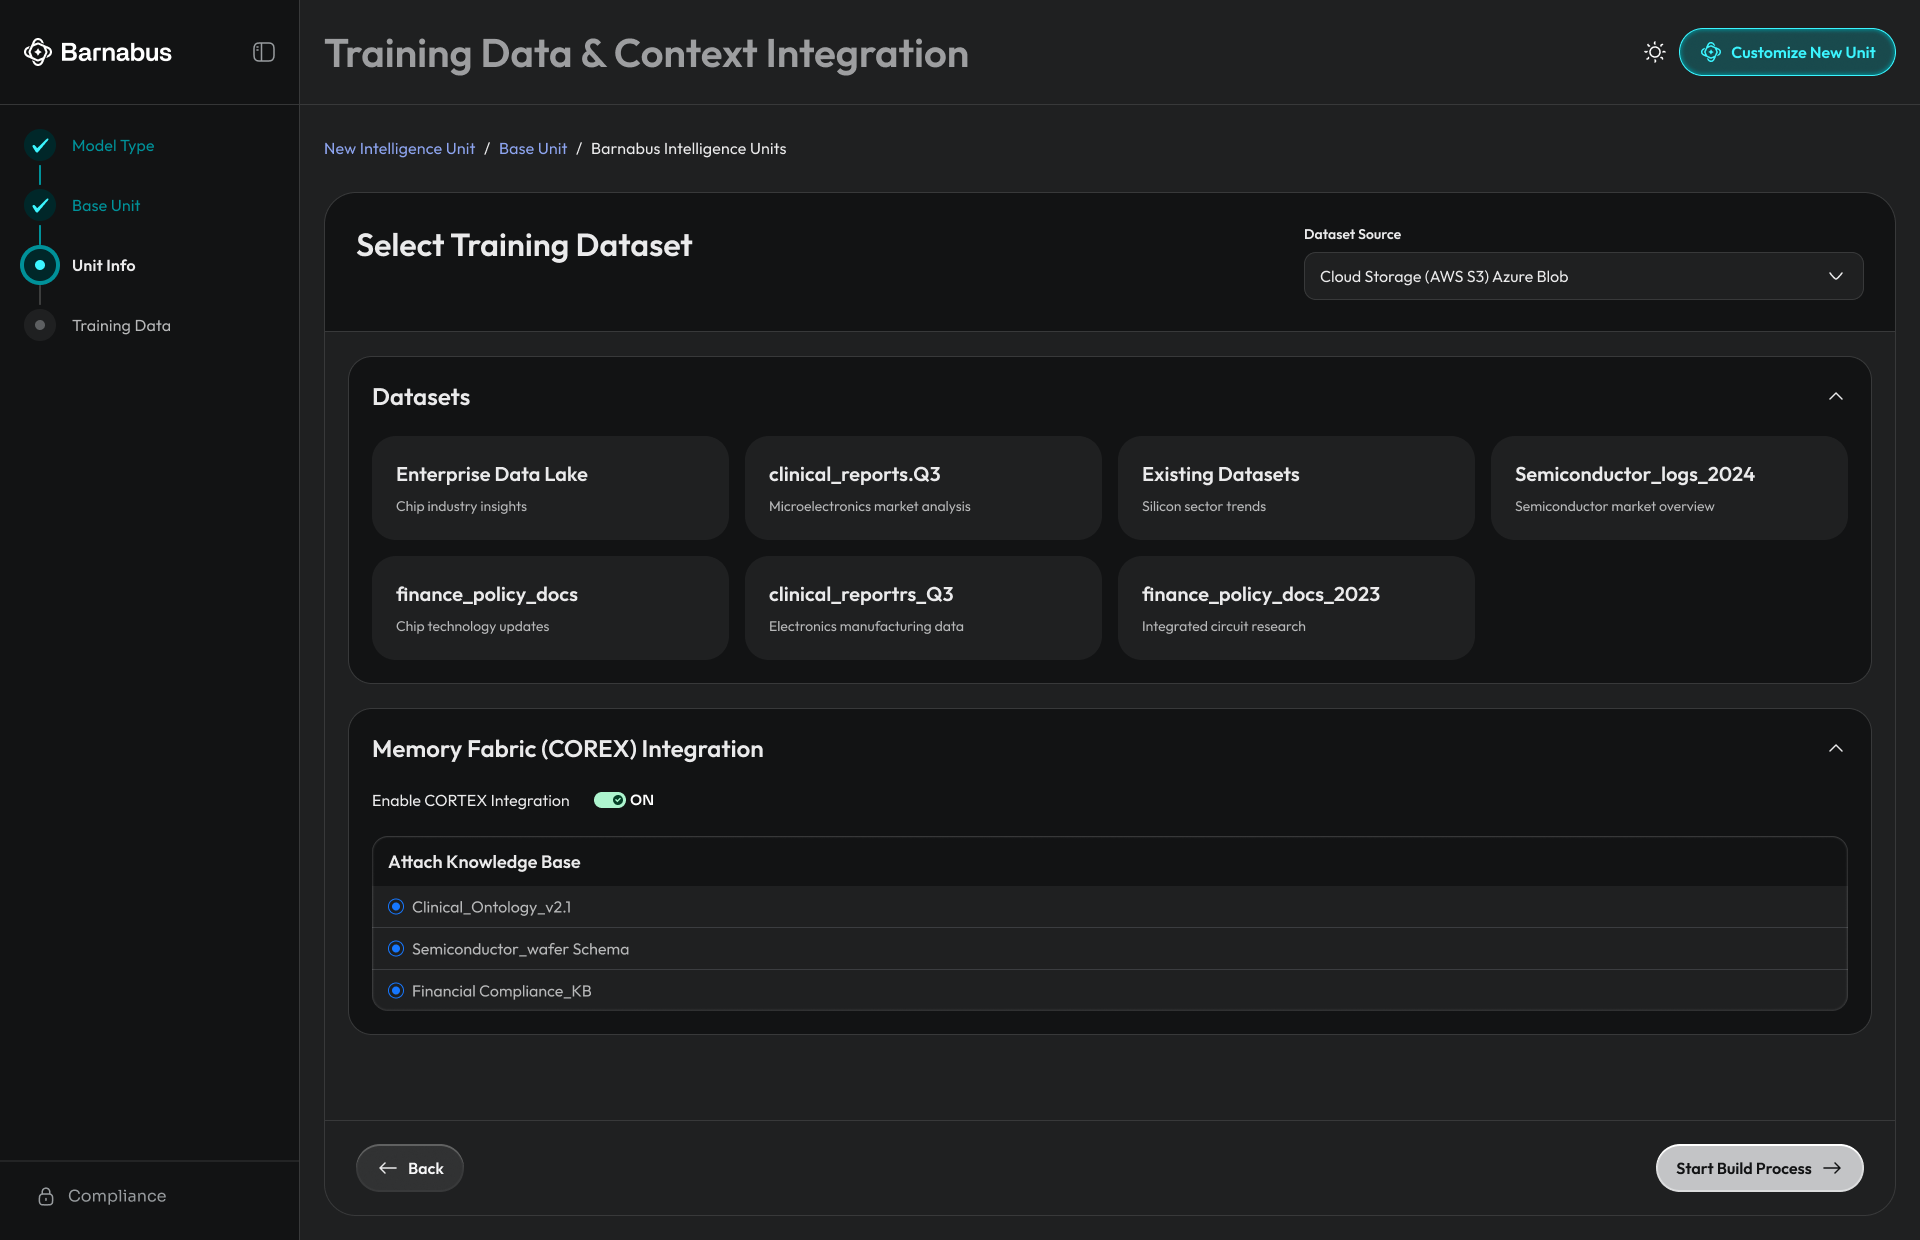 Barnabus
Training Data & Context Integration
Customize New Unit
Model Type
Base Unit
Unit Info
Training Data
New Intelligence Unit / Base Unit / Barnabus Intelligence Units
Select Training Dataset
Dataset Source
Cloud Storage (AWS S3) Azure Blob
Datasets
Enterprise Data Lake
Chip industry insights
clinical_reports.Q3
Microelectronics market analysis
Existing Datasets
Silicon sector trends
Semiconductor_logs_2024
Semiconductor market overview
finance_policy_docs
Chip technology updates
clinical_reportrs_Q3
Electronics manufacturing data
finance_policy_docs_2023
Integrated circuit research
Memory Fabric (COREX) Integration
Enable CORTEX Integration ON
Attach Knowledge Base
Clinical_Ontology_v2.1
Semiconductor_wafer Schema
Financial Compliance_KB
Back
Start Build Process
Compliance